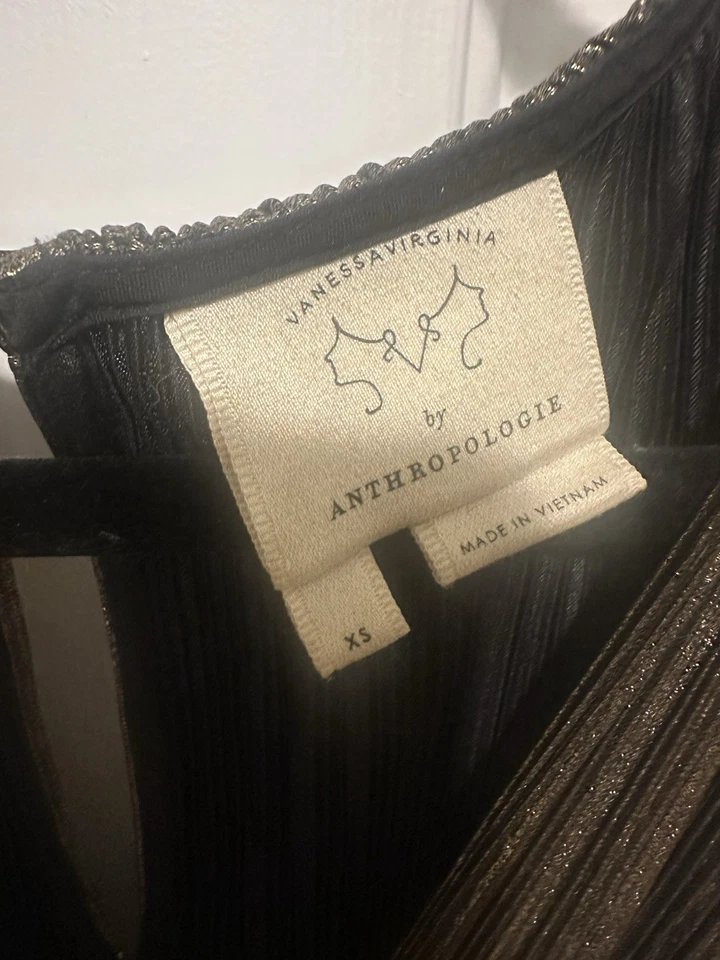 VANESSAVIRGINIA
by
ANTHROPOLOGIE
MADE IN VIETNAM
XS